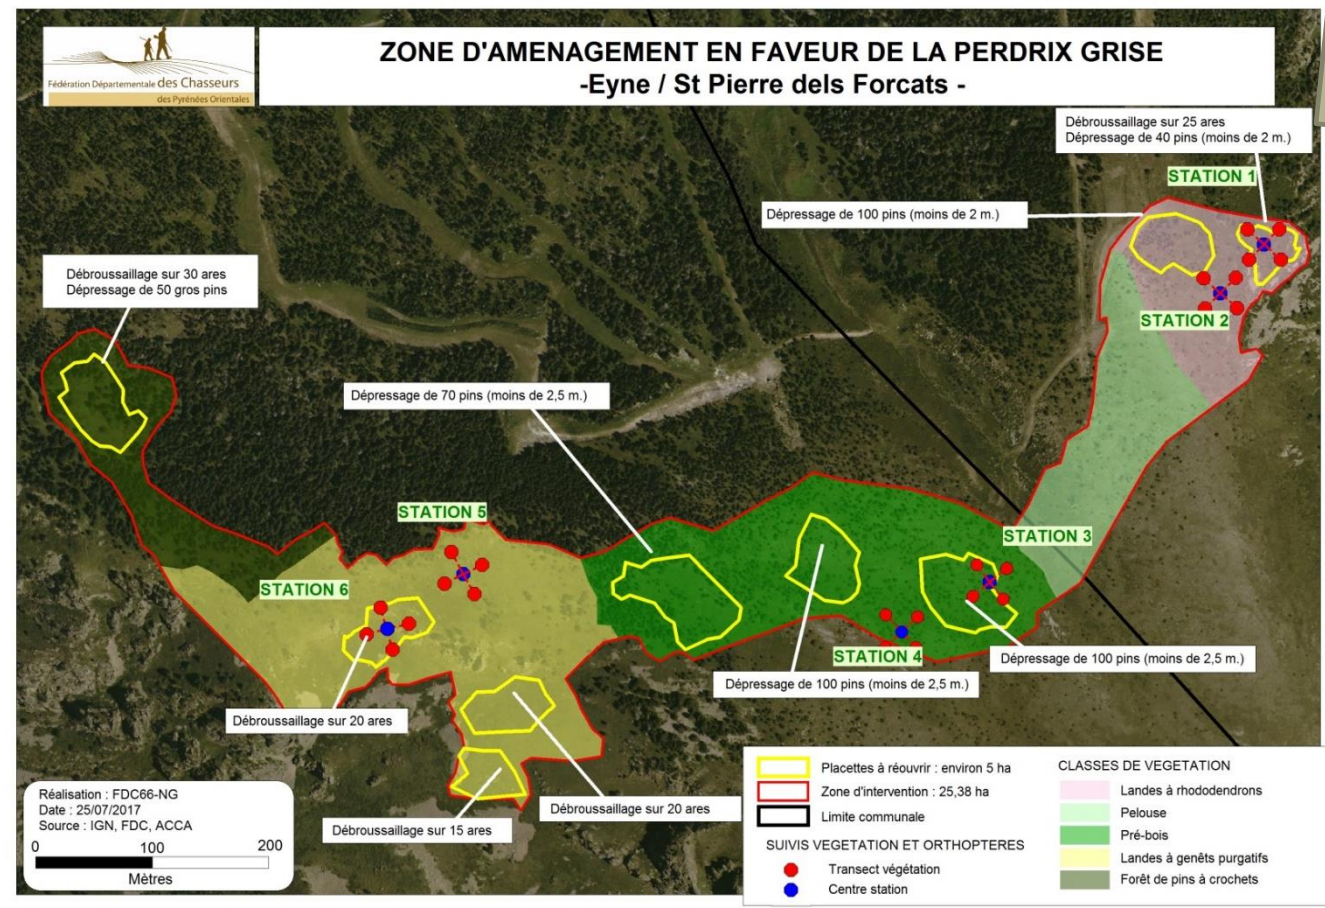 Fédération Départementale des Chasseurs
des Pyrénées Orientales
ZONE D'AMENAGEMENT EN FAVEUR DE LA PERDRIX GRISE
-Eyne / St Pierre dels Forcats -
Débroussaillage sur 25 ares
Dépressage de 40 pins (moins de 2 m.)
STATION 1
Dépressage de 100 pins (moins de 2 m.)
Débroussaillage sur 30 ares
Dépressage de 50 gros pins
STATION 2
Dépressage de 70 pins (moins de 2,5 m.)
STATION 5
STATION 3
STATION 6
STATION 4
Dépressage de 100 pins (moins de 2,5 m.)
Dépressage de 100 pins (moins de 2,5 m.)
Débroussaillage sur 20 ares
Débroussaillage sur 20 ares
Débroussaillage sur 15 ares
Réalisation : FDC66-NG
Date : 25/07/2017
Source : IGN, FDC, ACCA
0 100 200
Mètres
Placettes à réouvrir : environ 5 ha
Zone d'intervention : 25,38 ha
Limite communale
SUIVIS VEGETATION ET ORTHOPTERES
Transect végétation
Centre station
CLASSES DE VEGETATION
Landes à rhododendrons
Pelouse
Pré-bois
Landes à genêts purgatifs
Forêt de pins à crochets